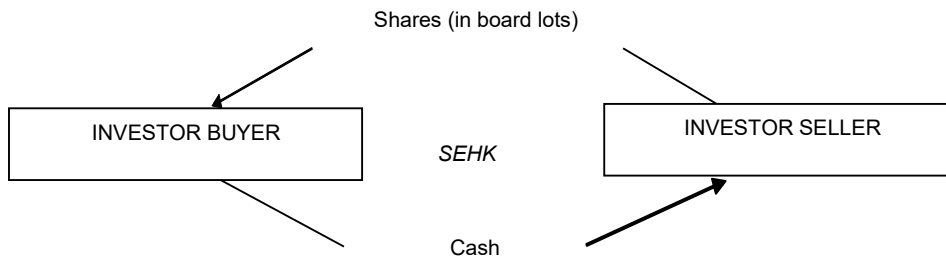 Shares (in board lots)
INVESTOR BUYER
INVESTOR SELLER
SEHK
Cash